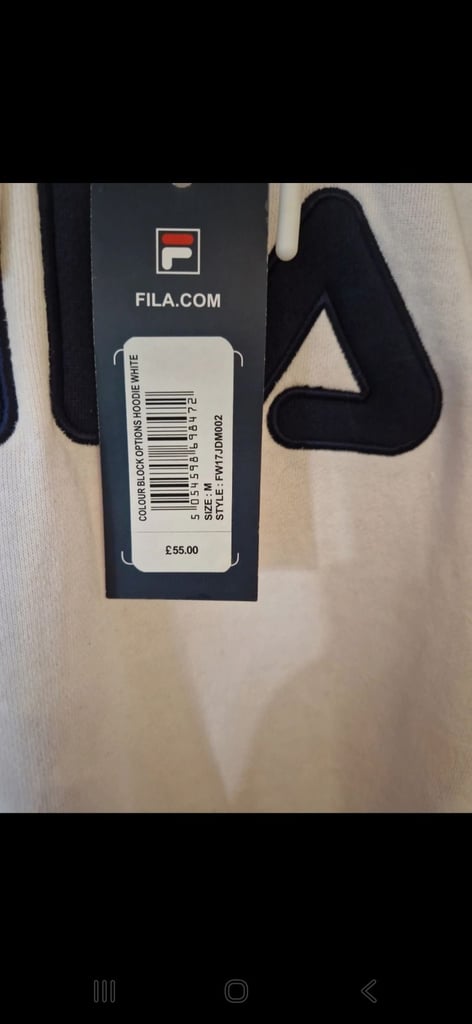 FILA.COM
COLOUR BLOCK OPTIONS HOODIE WHITE
5 054598 698472
SIZE : M
STYLE : FW17JDM002
£55.00